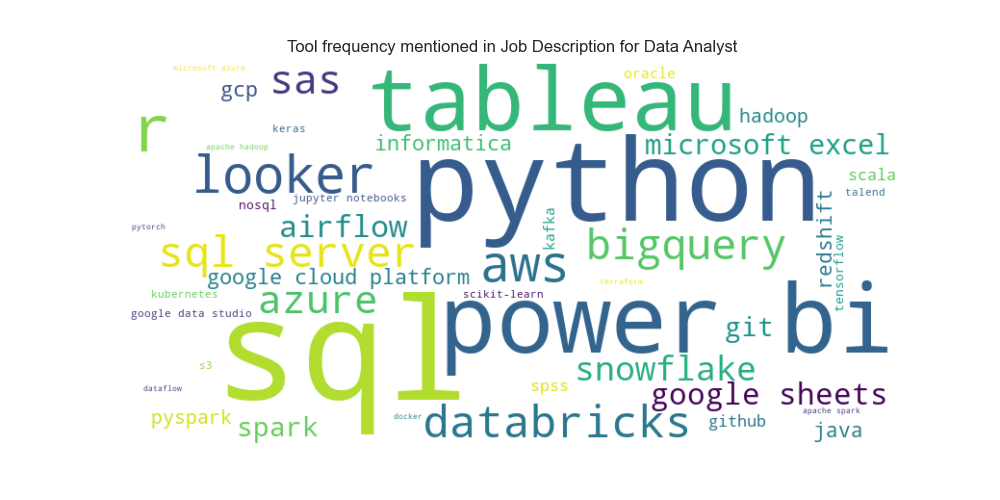 Tool frequency mentioned in Job Description for Data Analyst
microsoft azure
sas
tableau
oracle
gcp
r
keras
hadoop
apache hadoop
informatica
microsoft excel
looker
python
scala
nosql
jupyter notebooks
talend
pytorch
airflow
kafka
redshift
sql server
bigquery
tensorflow
google cloud platform
aws
terraform
kubernetes
azure
scikit-learn
google data studio
sql
power bi
git
s3
snowflake
dataflow
spss
google sheets
pyspark
spark
docker
databricks
github
apache spark
java